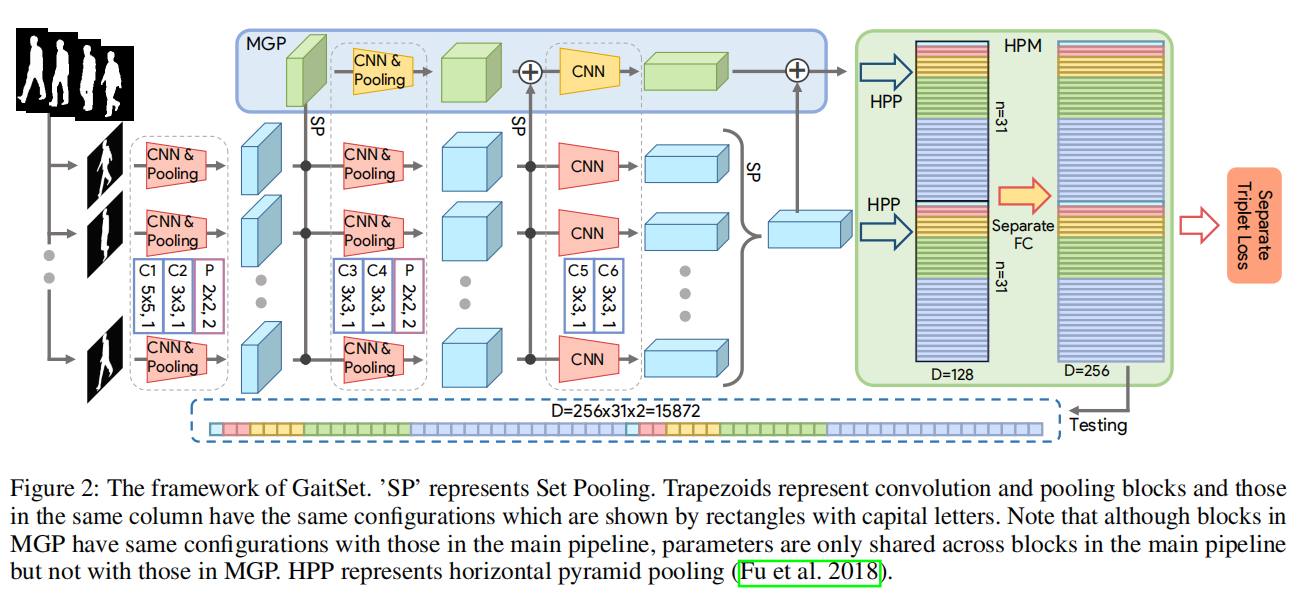 MGP
CNN &
Pooling
CNN
HPM
HPP
n=31
SP
SP
CNN &
Pooling
CNN &
Pooling
CNN
SP
CNN &
Pooling
CNN &
Pooling
CNN
HPP
Separate
FC
Separate
Triplet Loss
C1
5x5, 1
C2
3x3, 1
P
2x2, 2
C3
3x3, 1
C4
3x3, 1
P
2x2, 2
C5
3x3, 1
C6
3x3, 1
n=31
CNN &
Pooling
CNN &
Pooling
CNN
D=128
D=256
D=256x31x2=15872
Testing
Figure 2: The framework of GaitSet. ’SP’ represents Set Pooling. Trapezoids represent convolution and pooling blocks and those
in the same column have the same configurations which are shown by rectangles with capital letters. Note that although blocks in
MGP have same configurations with those in the main pipeline, parameters are only shared across blocks in the main pipeline
but not with those in MGP. HPP represents horizontal pyramid pooling (Fu et al. 2018).